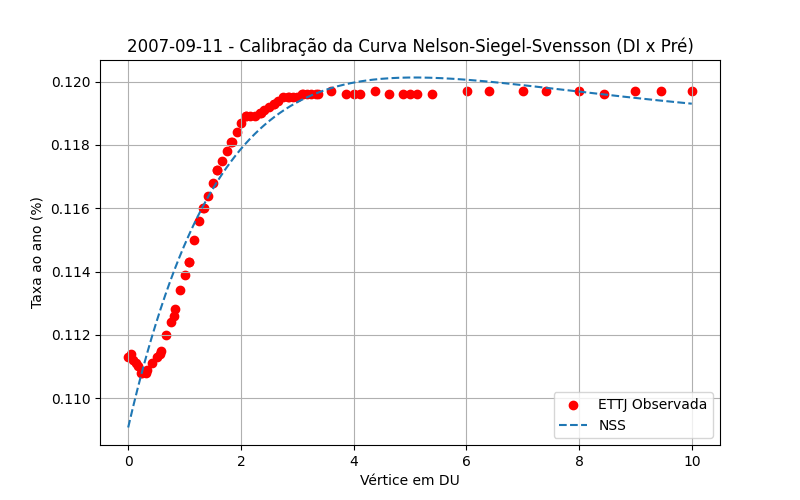 2007-09-11 - Calibração da Curva Nelson-Siegel-Svensson (DI x Pré)
0.120
0.118
0.116
0.114
0.112
0.110
Taxa ao ano (%)
ETTJ Observada
NSS
0 2 4 6 8 10
Vértice em DU